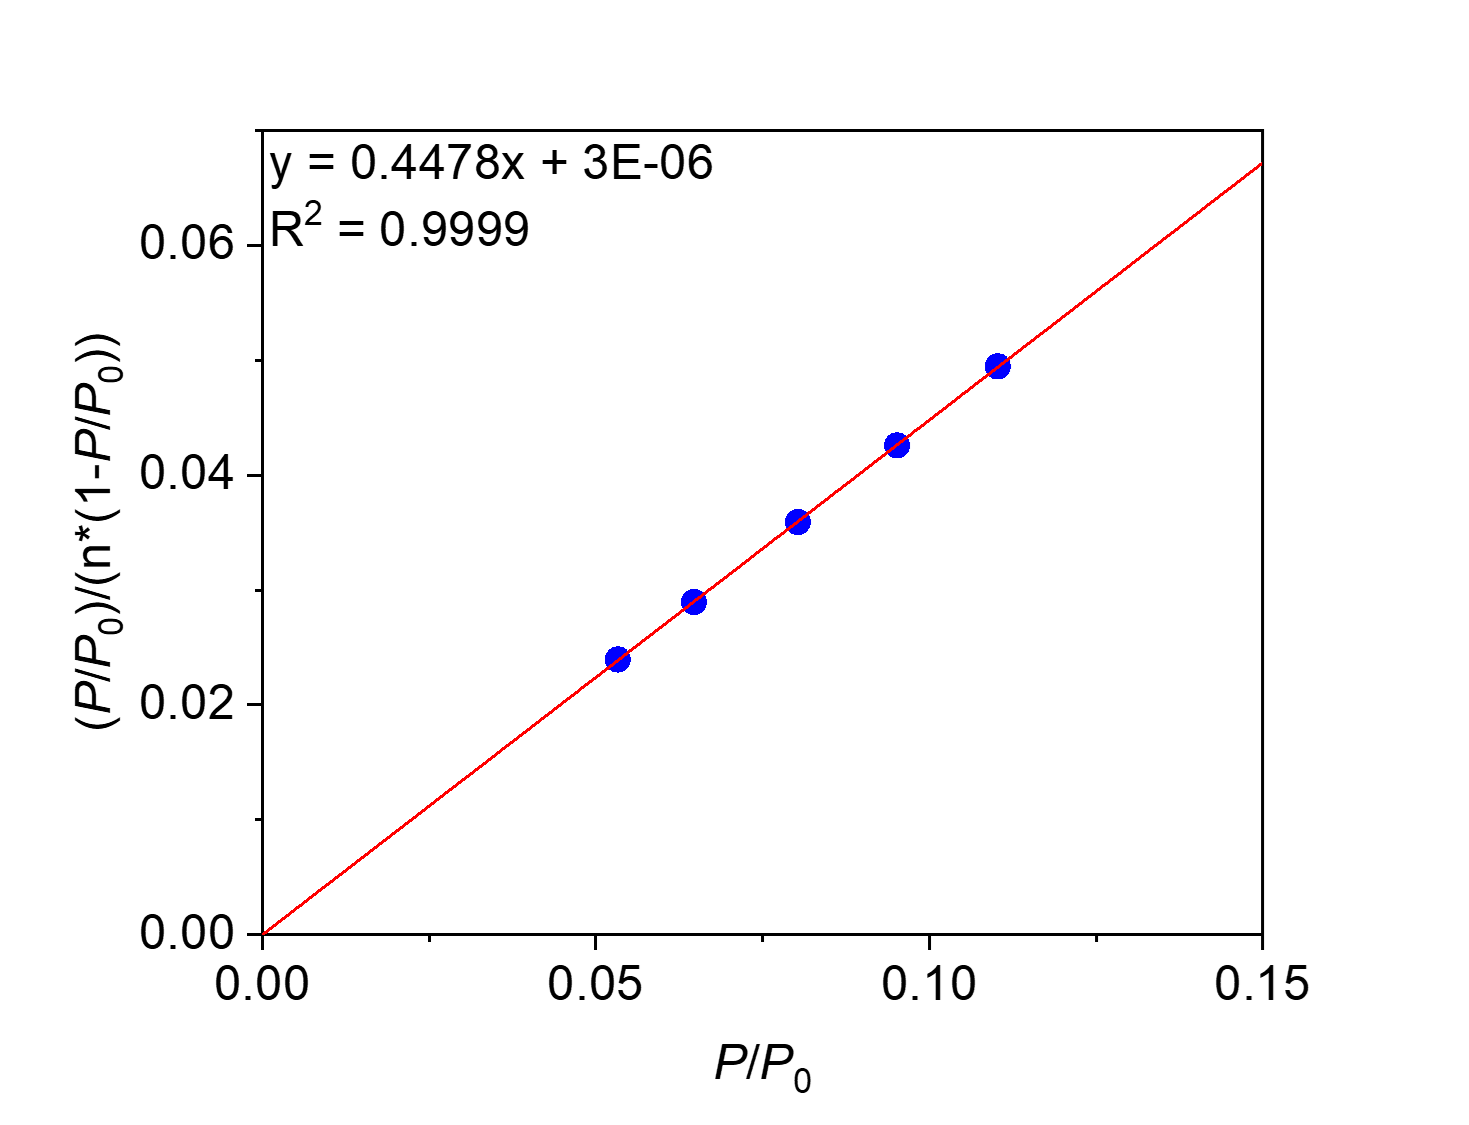 y = 0.4478x + 3E-06
R² = 0.9999
0.06
0.04
0.02
0.00
(P/P₀)/(n*(1-P/P₀))
0.00 0.05 0.10 0.15
P/P₀